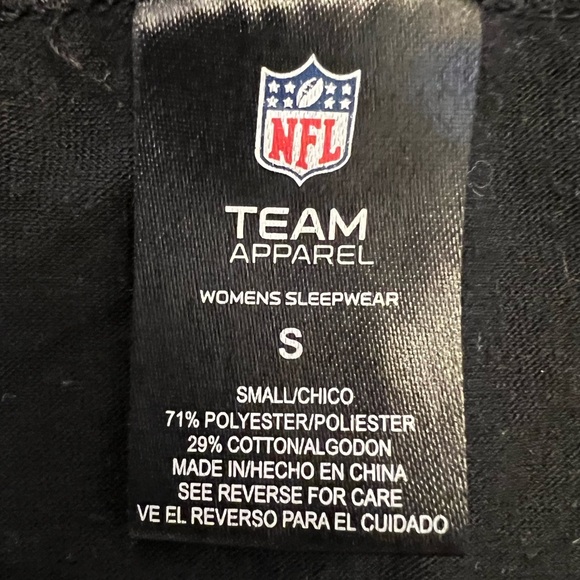 NFL
TEAM
APPAREL
WOMENS SLEEPWEAR
S
SMALL/CHICO
71% POLYESTER/POLIESTER
29% COTTON/ALGODON
MADE IN/HECHO EN CHINA
SEE REVERSE FOR CARE
VE EL REVERSO PARA EL CUIDADO